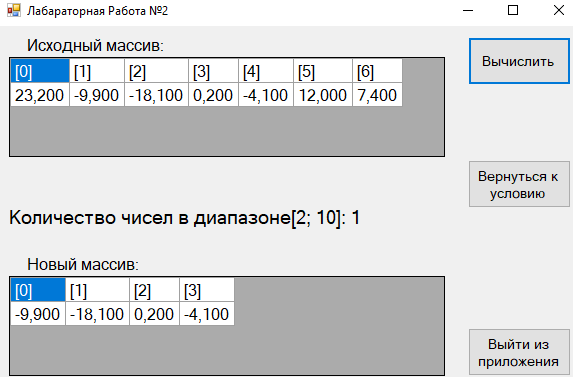 Лабараторная Работа №2
Исходный массив:
[0] [1] [2] [3] [4] [5] [6]
23,200 -9,900 -18,100 0,200 -4,100 12,000 7,400
Вычислить
Вернуться к
условию
Количество чисел в диапазоне[2; 10]: 1
Новый массив:
[0] [1] [2] [3]
-9,900 -18,100 0,200 -4,100
Выйти из
приложения